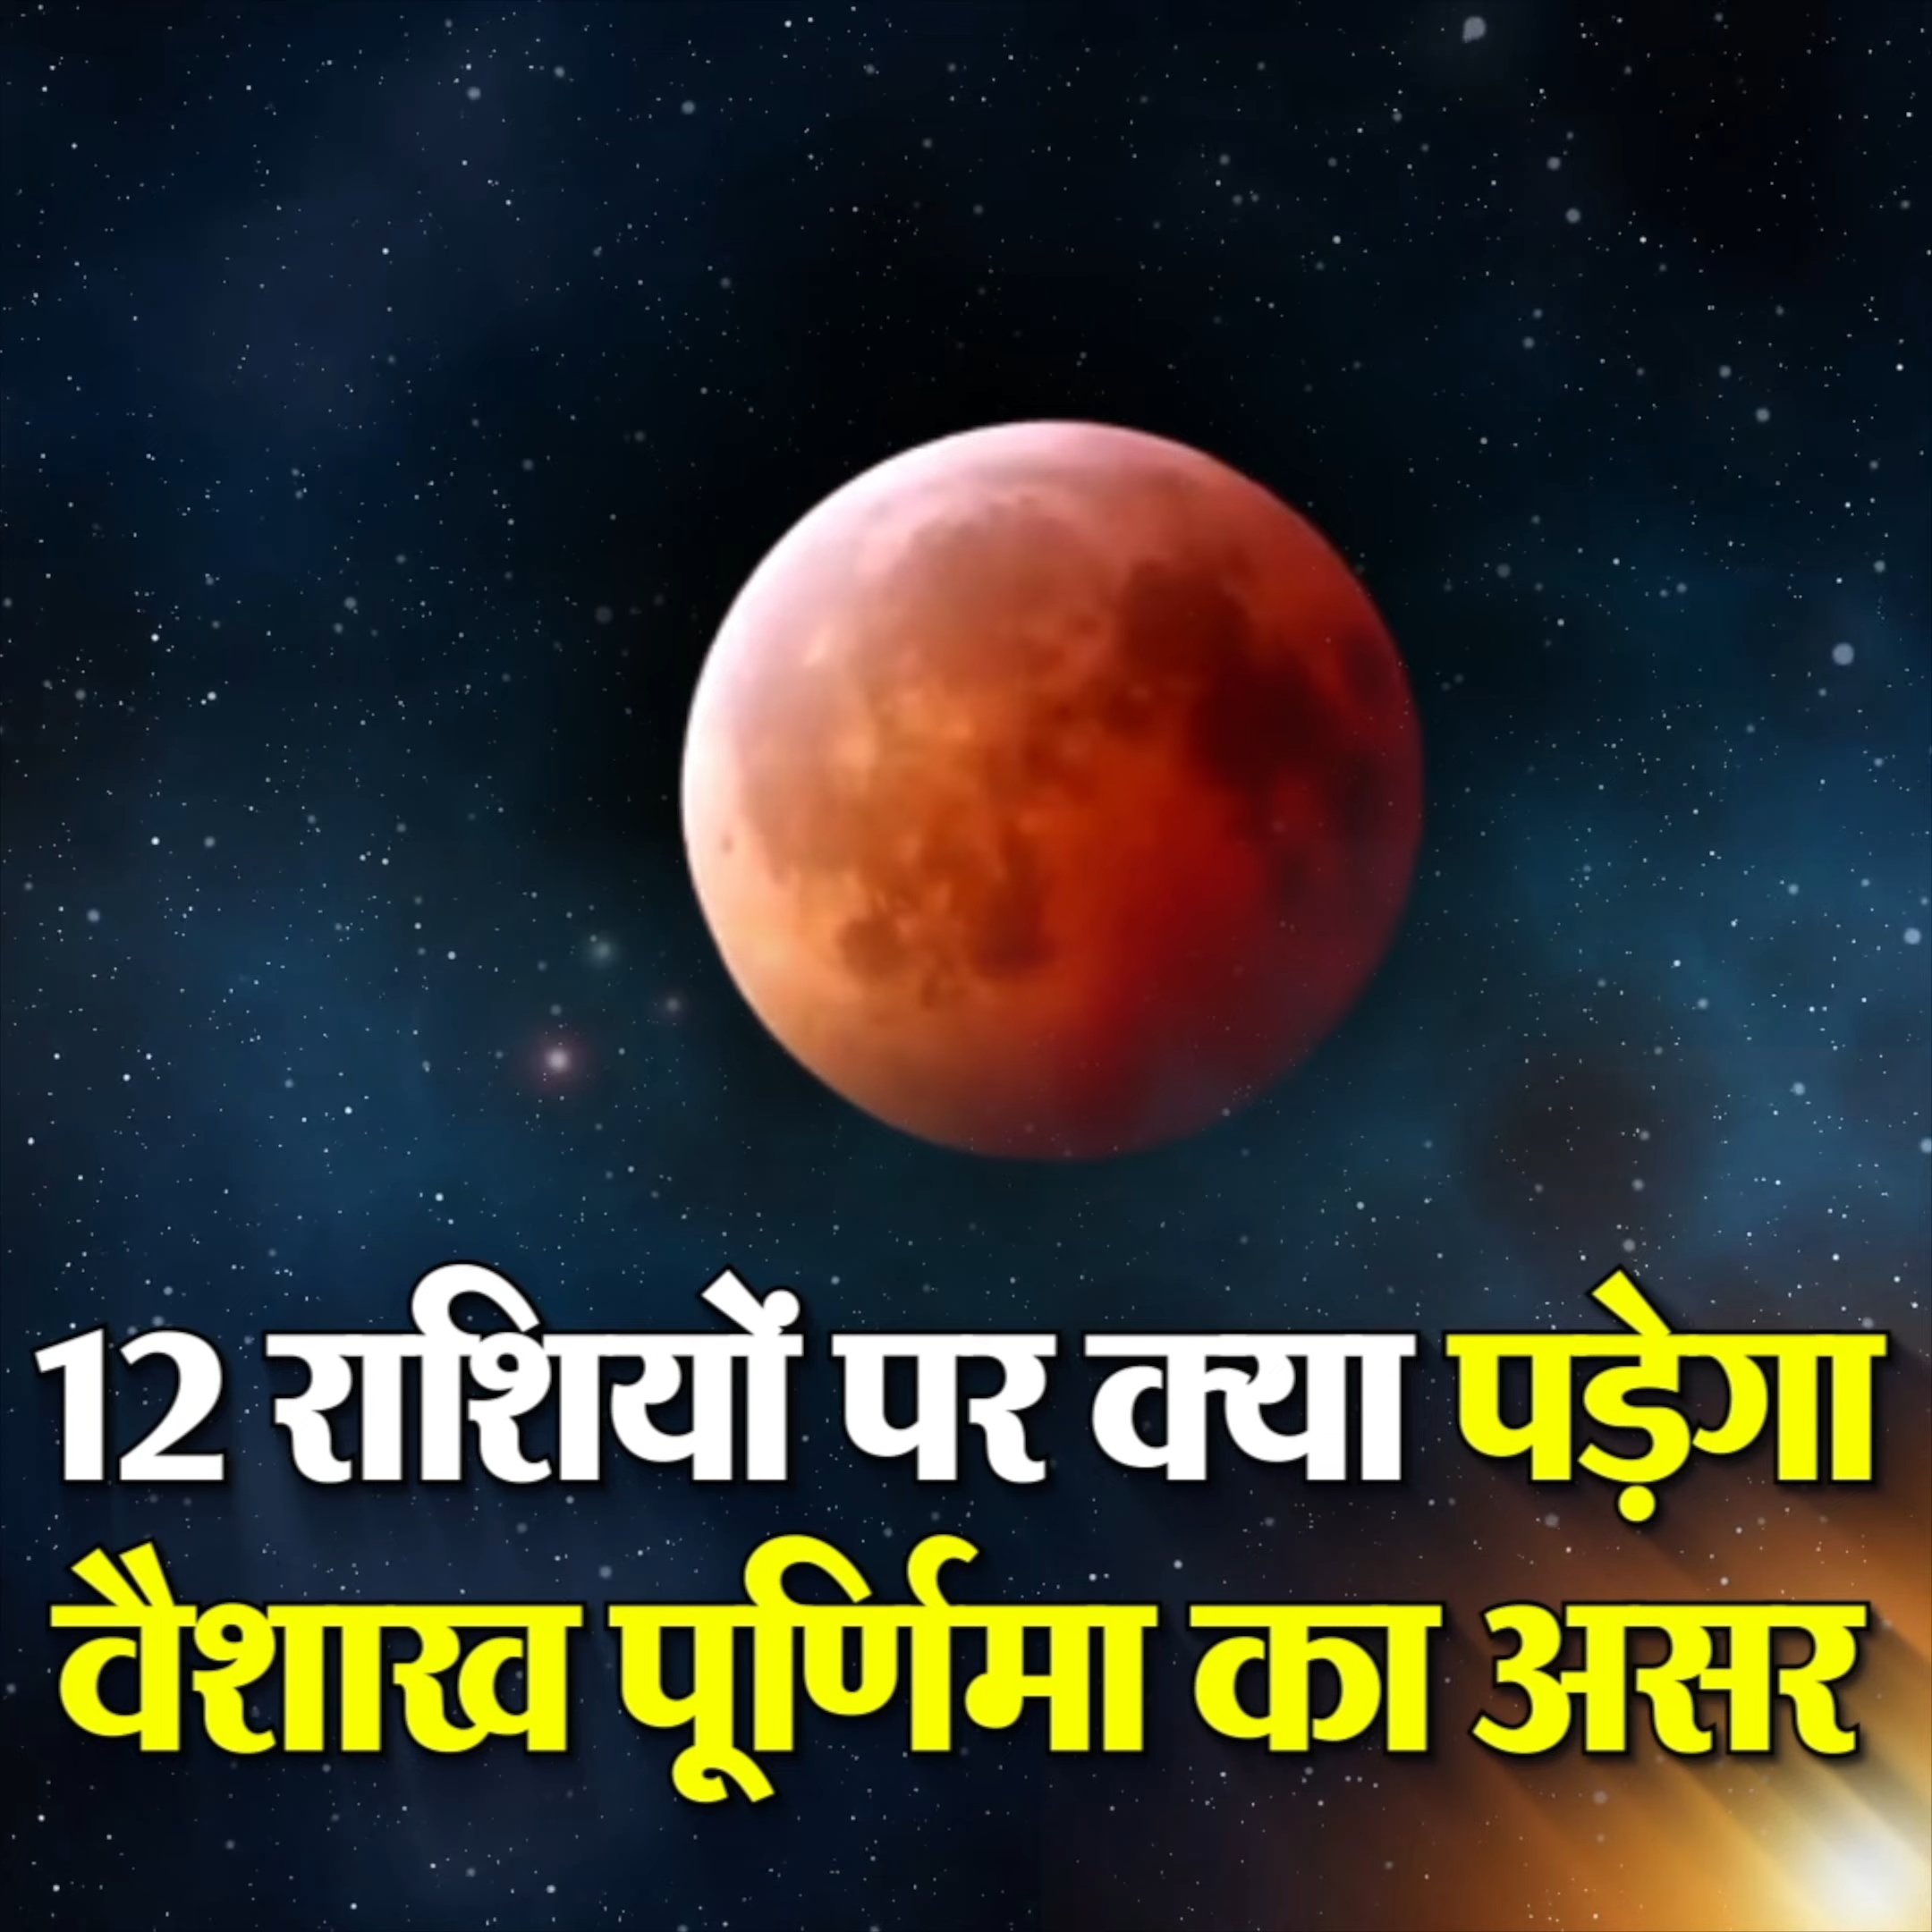 12 राशियों पर क्या पड़ेगा
वैशाख पूर्णिमा का असर